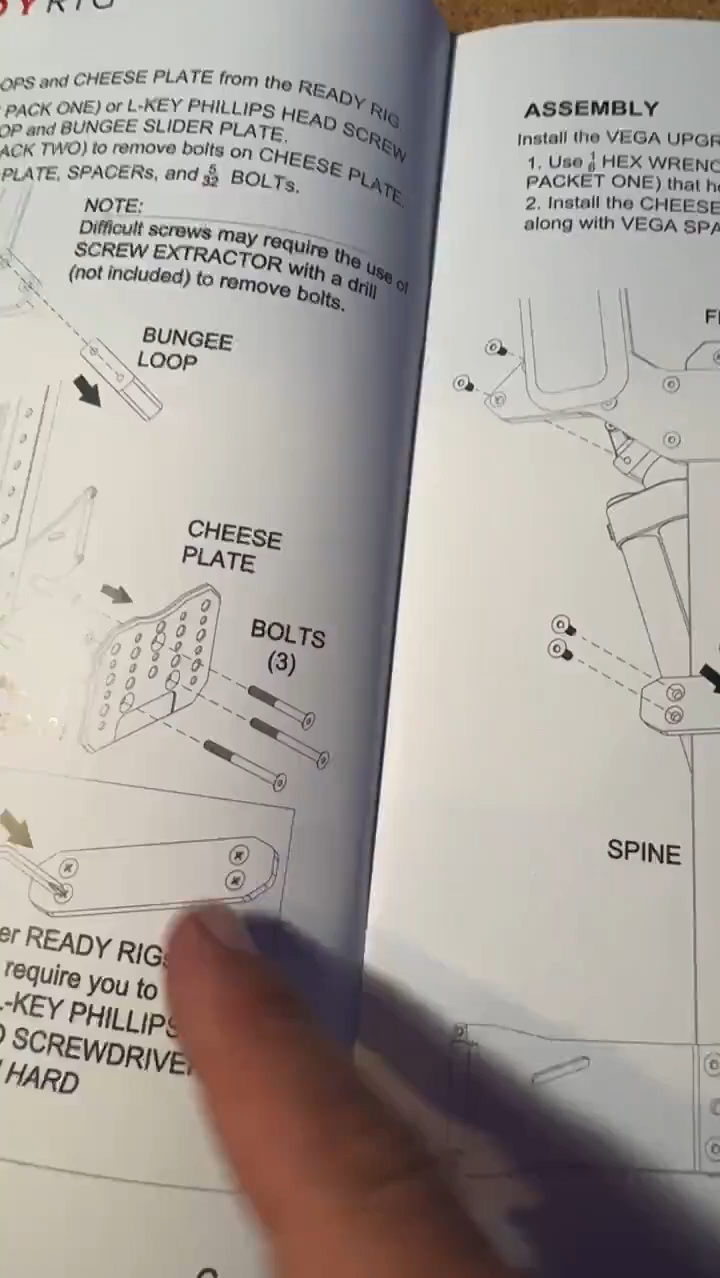 OPS and CHEESE PLATE from the READY RIG.
PACK ONE) or L-KEY PHILLIPS HEAD SCREW
OP and BUNGEE SLIDER PLATE.
ACK TWO) to remove bolts on CHEESE PLATE.
PLATE, SPACERs, and 5/32 BOLTs.
NOTE:
Difficult screws may require the use of
SCREW EXTRACTOR with a drill
(not included) to remove bolts.
BUNGEE
LOOP
CHEESE
PLATE
BOLTS
(3)
er READY RIGs
require you to
L-KEY PHILLIPS
D SCREWDRIVER
HARD
ASSEMBLY
Install the VEGA UPGR
1. Use HEX WRENC
PACKET ONE) that h
2. Install the CHEESE
along with VEGA SPA
SPINE